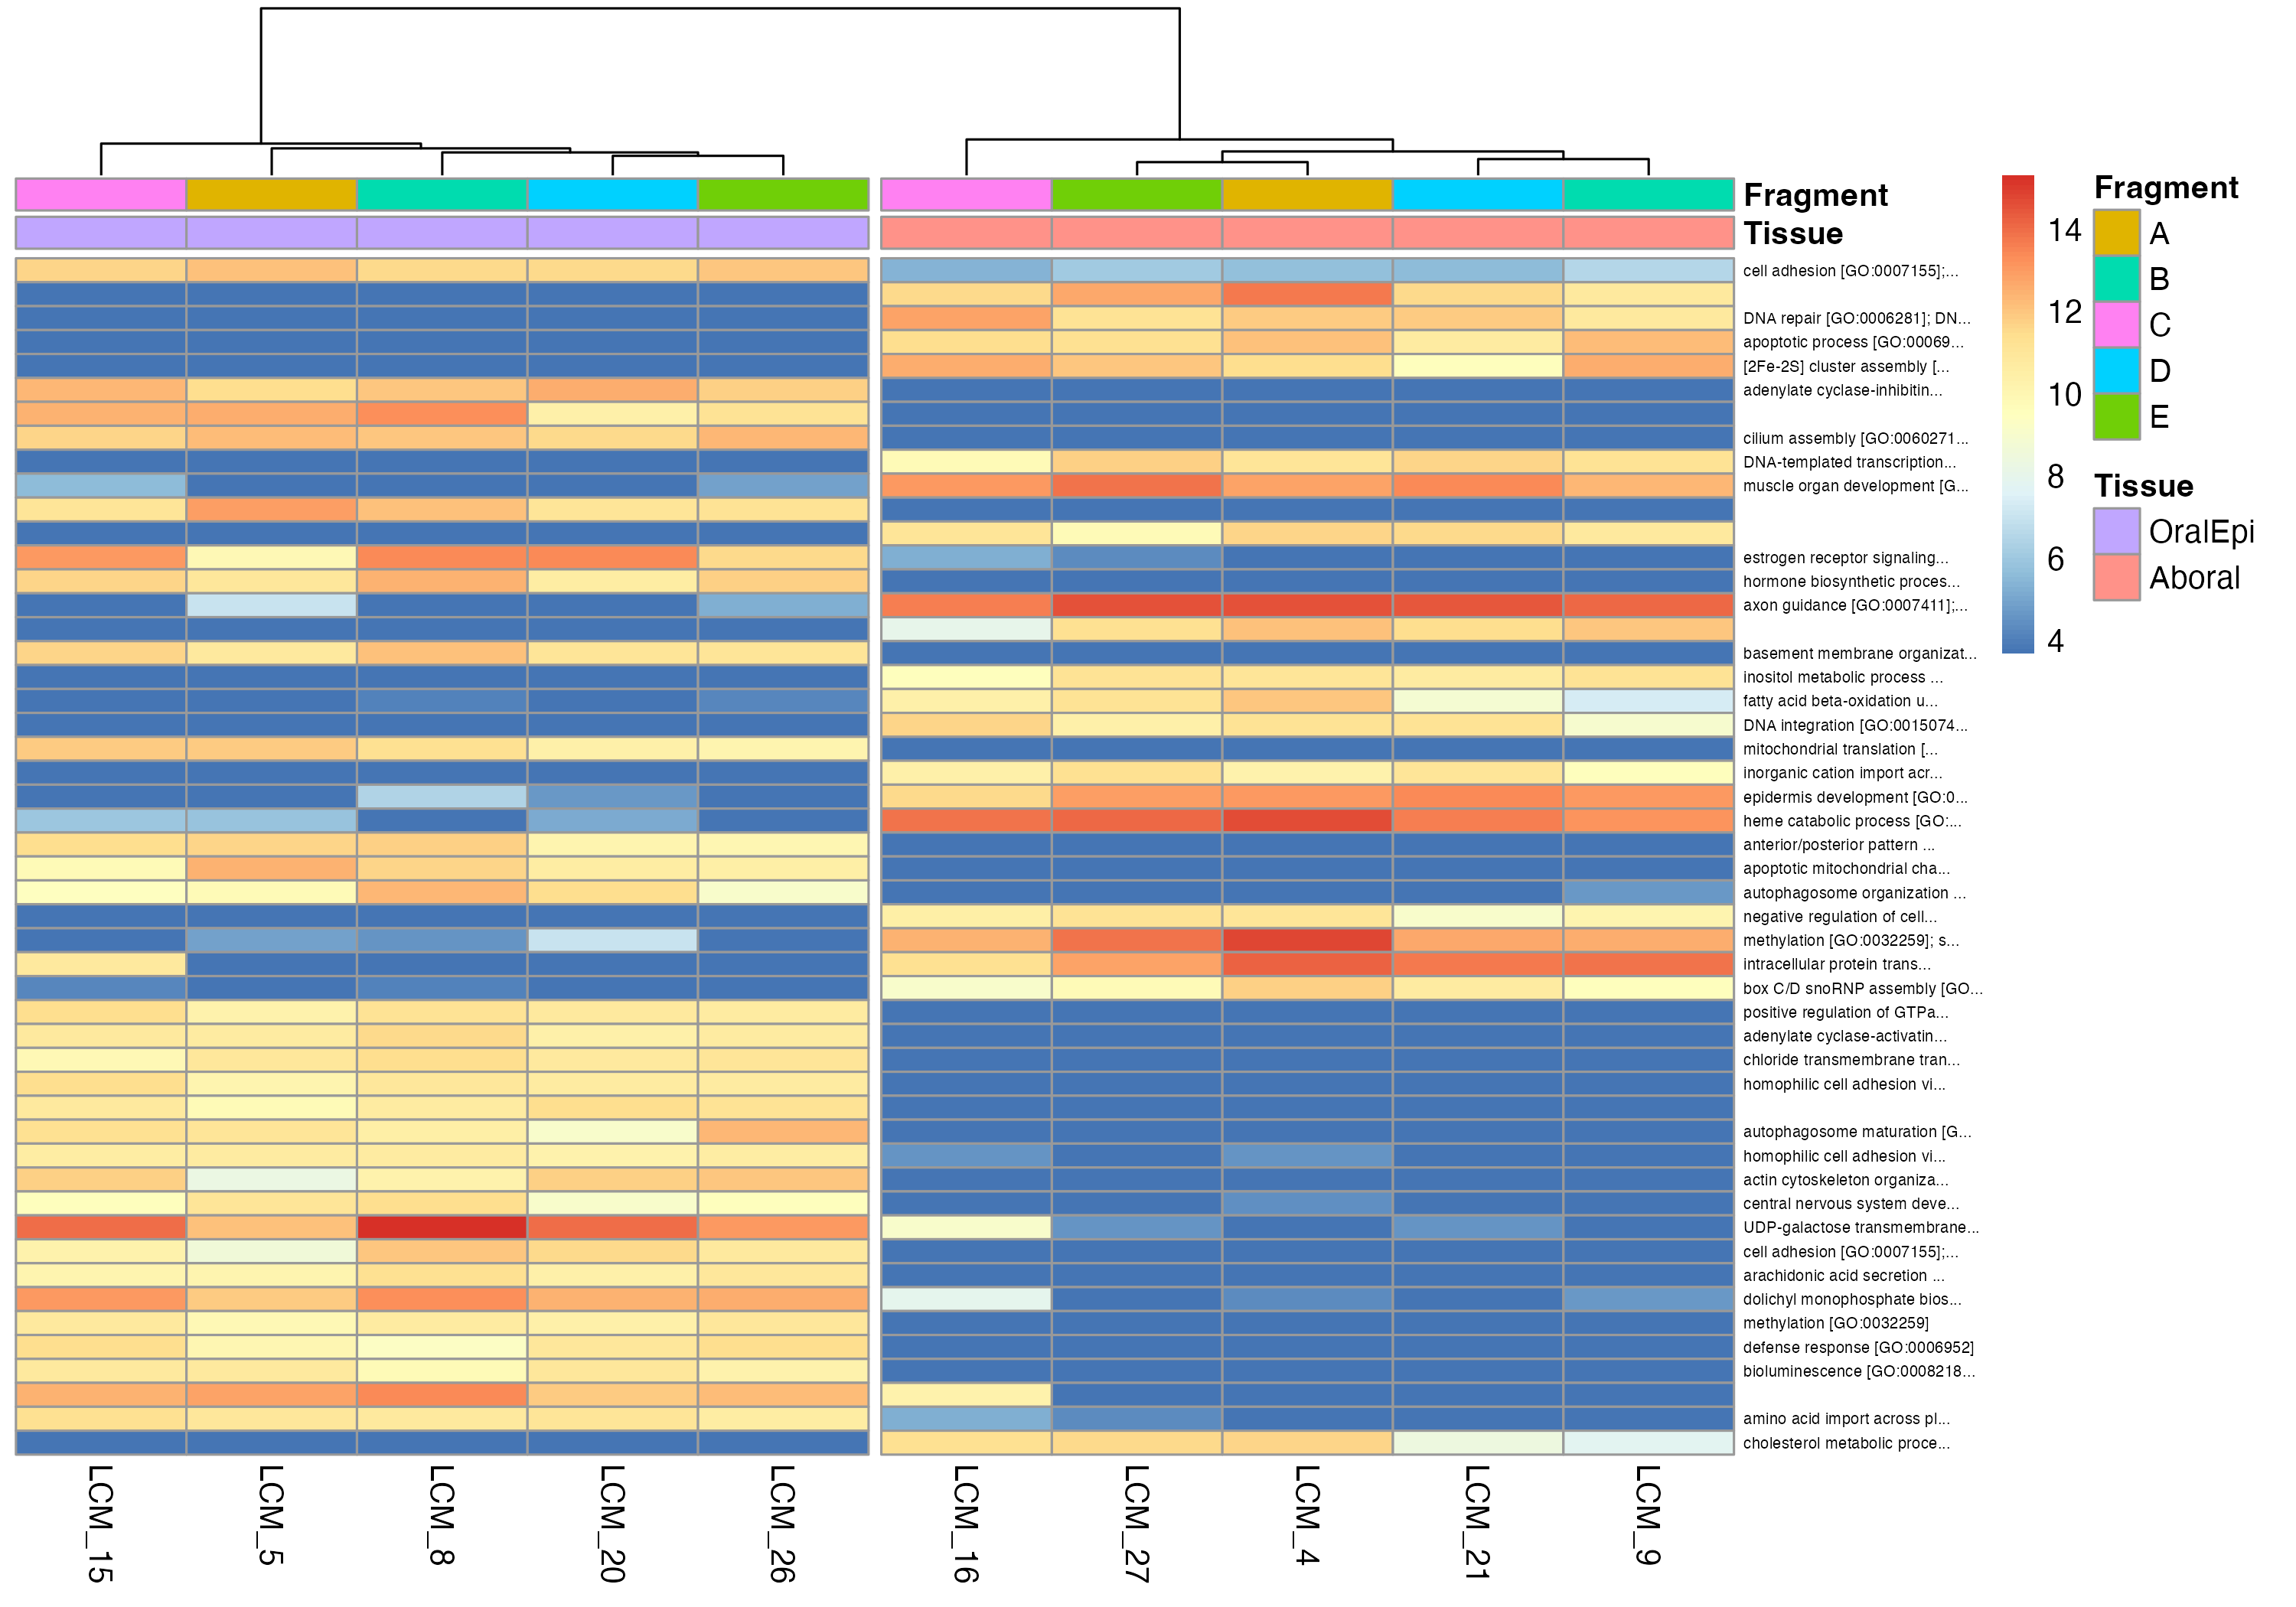 Fragment
Tissue
cell adhesion [GO:0007155];...
DNA repair [GO:0006281]; DN...
apoptotic process [GO:00069...
[2Fe-2S] cluster assembly [...
adenylate cyclase-inhibitin...
cilium assembly [GO:0060271...
DNA-templated transcription...
muscle organ development [G...
estrogen receptor signaling...
hormone biosynthetic proces...
axon guidance [GO:0007411];...
basement membrane organizat...
inositol metabolic process ...
fatty acid beta-oxidation u...
DNA integration [GO:0015074...
mitochondrial translation [...
inorganic cation import acr...
epidermis development [GO:0...
heme catabolic process [GO:...
anterior/posterior pattern ...
apoptotic mitochondrial cha...
autophagosome organization ...
negative regulation of cell...
methylation [GO:0032259]; s...
intracellular protein trans...
box C/D snoRNP assembly [GO...
positive regulation of GTPa...
adenylate cyclase-activatin...
chloride transmembrane tran...
homophilic cell adhesion vi...
autophagosome maturation [G...
homophilic cell adhesion vi...
actin cytoskeleton organiza...
central nervous system deve...
UDP-galactose transmembrane...
cell adhesion [GO:0007155];...
arachidonic acid secretion ...
dolichyl monophosphate bios...
methylation [GO:0032259]
defense response [GO:0006952]
bioluminescence [GO:0008218...
amino acid import across pl...
cholesterol metabolic proce...
LCM_15
LCM_5
LCM_8
LCM_20
LCM_26
LCM_16
LCM_27
LCM_4
LCM_21
LCM_9
14
12
10
8
6
4
Fragment
A
B
C
D
E
Tissue
OralEpi
Aboral